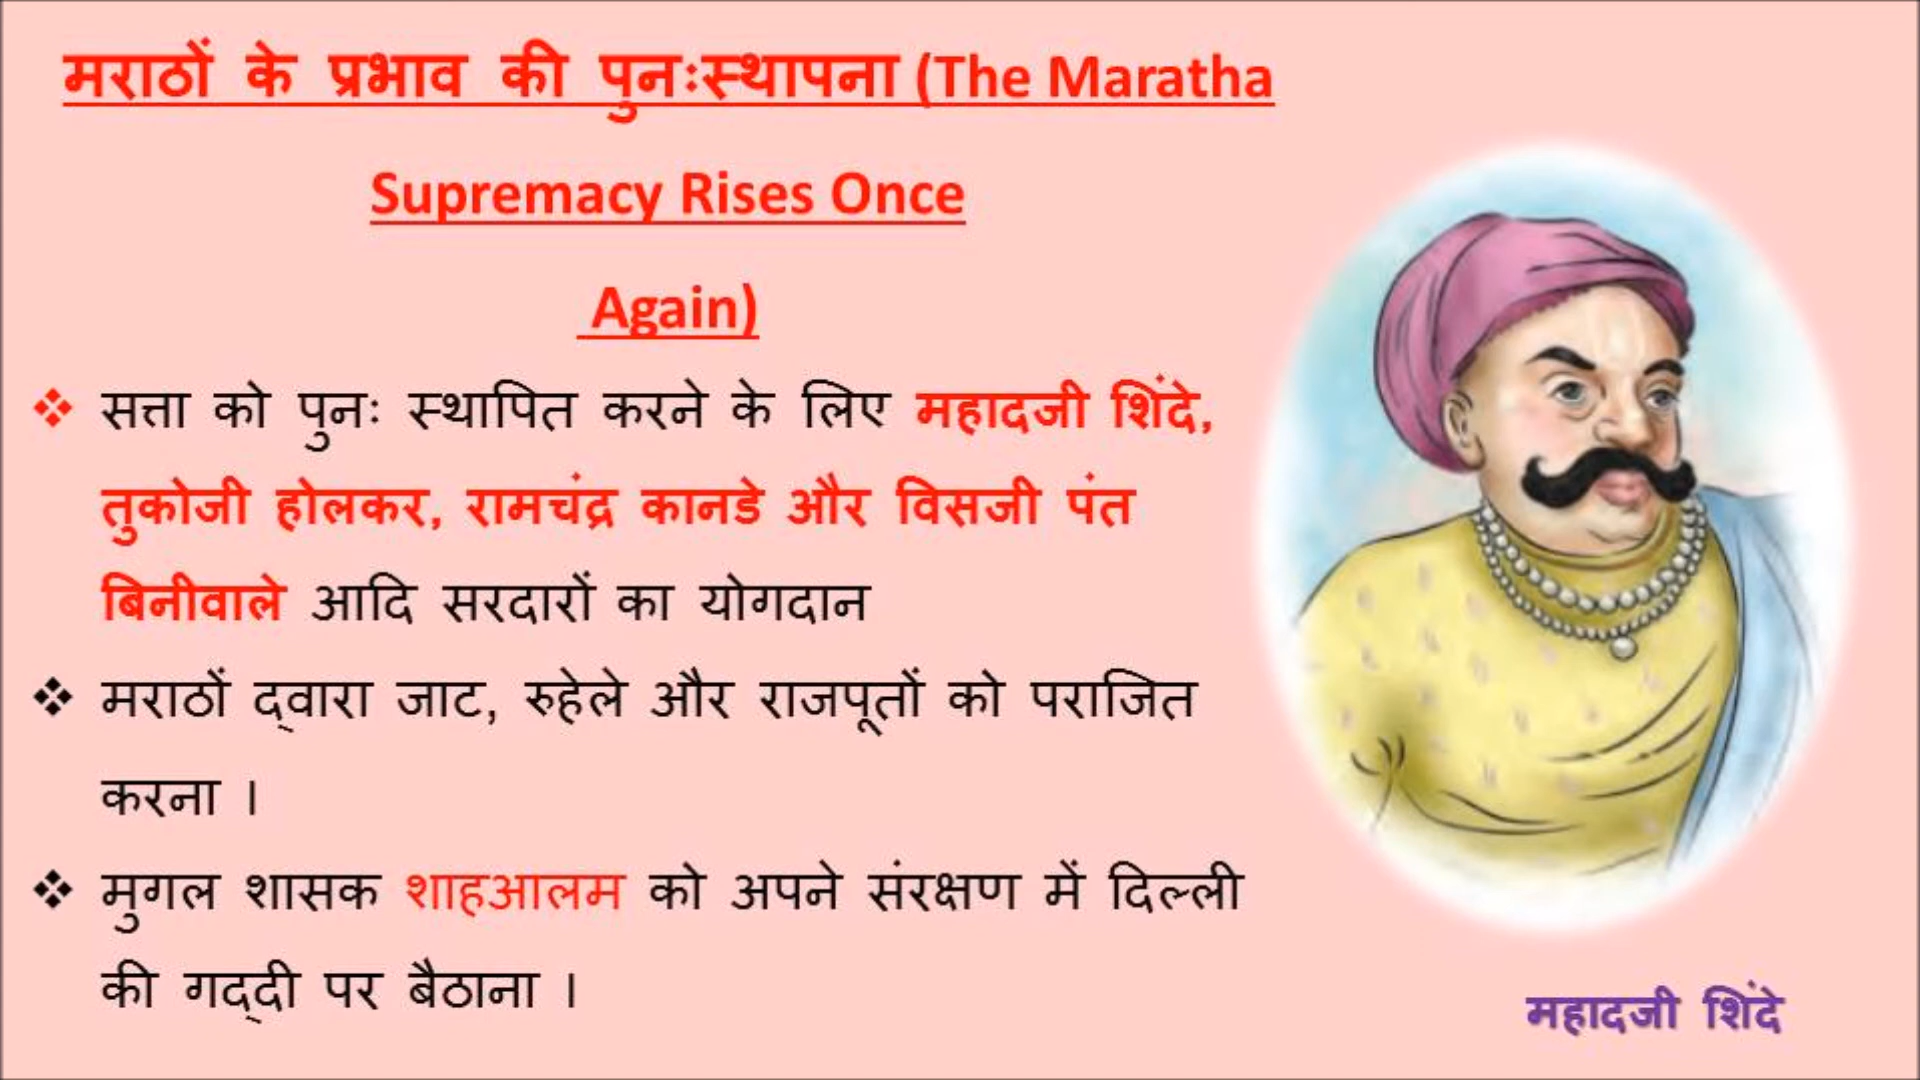 मराठों के प्रभाव की पुनःस्थापना (The Maratha
Supremacy Rises Once
Again)
❖ सत्ता को पुनः स्थापित करने के लिए महादजी शिंदे,
तुकोजी होलकर, रामचंद्र कानडे और विसजी पंत
बिनीवाले आदि सरदारों का योगदान
❖ मराठों द्वारा जाट, रुहेले और राजपूतों को पराजित
करना ।
❖ मुगल शासक शाहआलम को अपने संरक्षण में दिल्ली
की गद्दी पर बैठाना ।
महादजी शिंदे